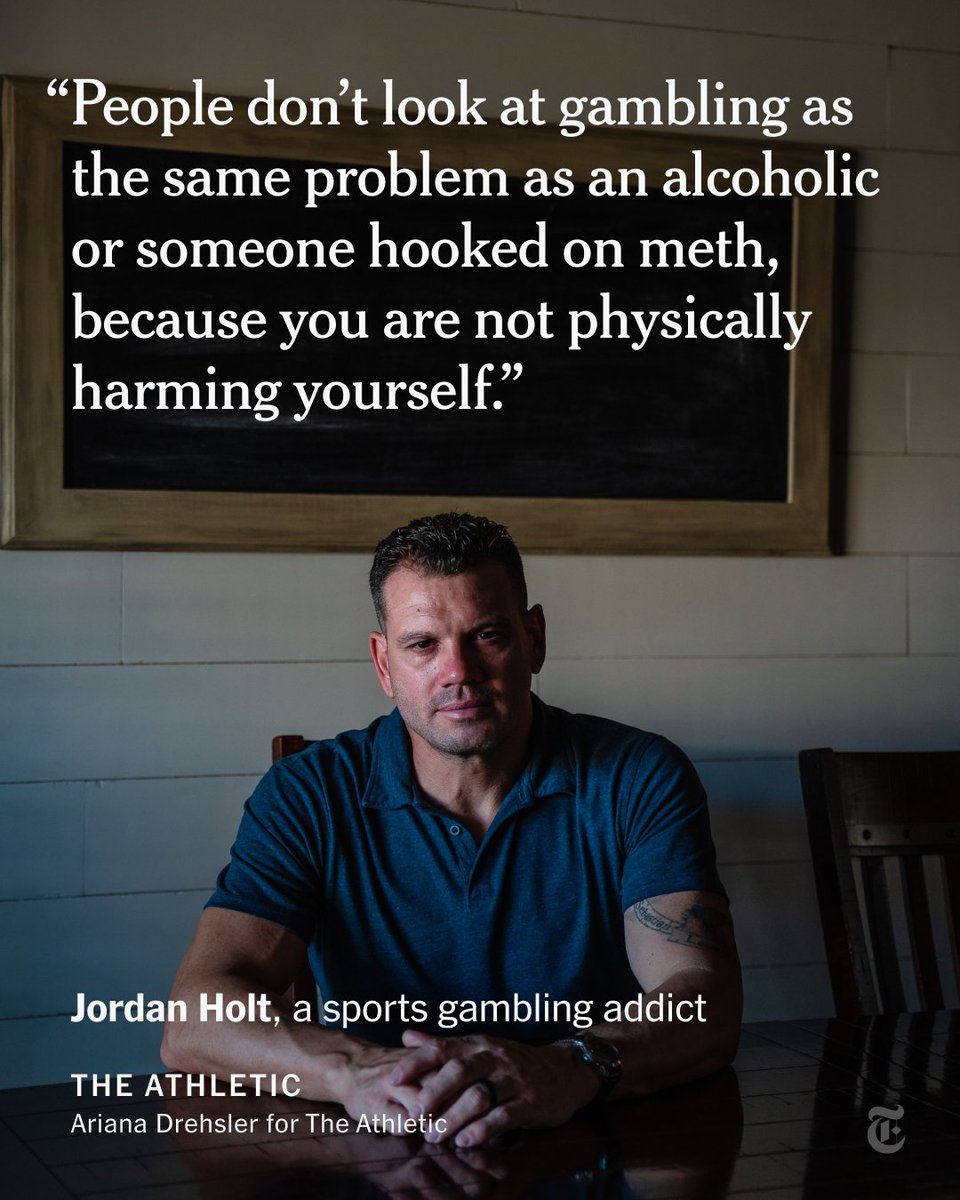 “People don’t look at gambling as
the same problem as an alcoholic
or someone hooked on meth,
because you are not physically
harming yourself.”
Jordan Holt, a sports gambling addict
THE ATHLETIC
Ariana Drehsler for The Athletic
T